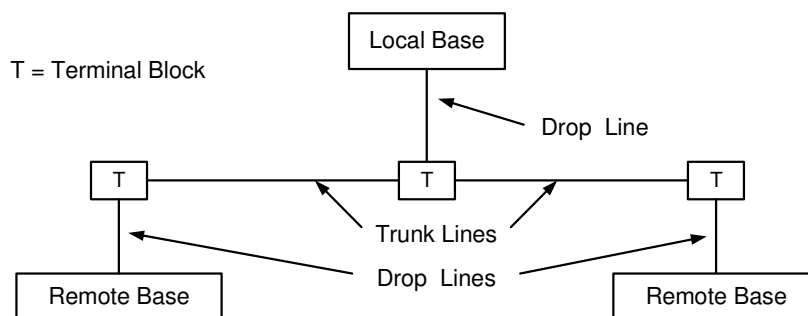 Local Base
T = Terminal Block
Drop Line
T T T
Trunk Lines
Drop Lines
Remote Base Remote Base